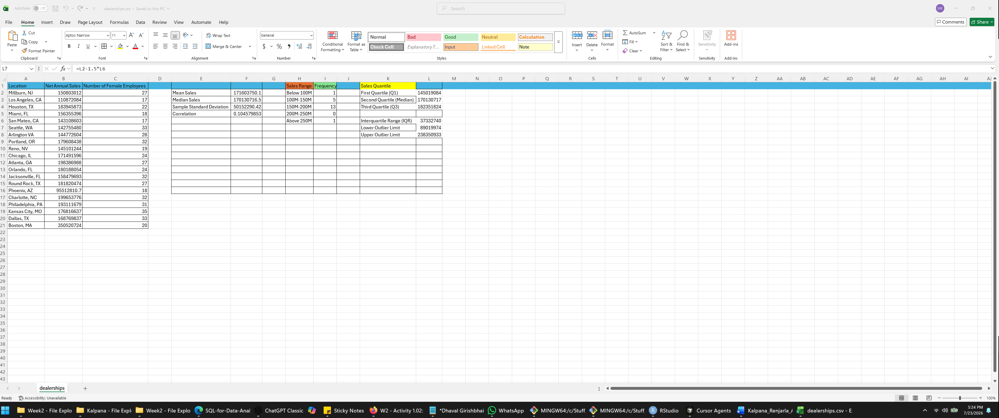 AutoSave Off dealerships.csv • Saved to this PC Search MK
File Home Insert Draw Page Layout Formulas Data Review View Automate Help Comments Share
Paste Cut Copy Format Painter Clipboard
Aptos Narrow 11 B I U A Font
Wrap Text Merge & Center Alignment
General $ % , Number
Conditional Formatting Format as Table
Normal Bad Good Neutral Calculation
Check Cell Explanatory T... Input Linked Cell Note
Styles
Insert Delete Format Cells
AutoSum Fill Clear Sort & Filter Find & Select Editing
Sensitivity Sensitivity
Add-ins Add-ins
L7 fx =L2-1.5*L6
A B C D E F G H I J K L M N O P Q R S T U V W X Y Z AA AB AC AD AE AF AG AH AI AJ
1 Location Net Annual Sales Number of Female Employees Sales Range Frequency Sales Quantile
2 Millburn, NJ 150803012 27 Mean Sales 171603750.1 Below 100M 1 First Quartile (Q1) 145019084
3 Los Angeles, CA 110872084 17 Median Sales 170130716.5 100M-150M 5 Second Quartile (Median) 170130717
4 Houston, TX 183945873 22 Sample Standard Deviation 50152290.42 150M-200M 13 Third Quartile (Q3) 182351824
5 Miami, FL 156355396 18 Correlation 0.104579853 200M-250M 0
6 San Mateo, CA 143108603 17 Above 250M 1 Interquartile Range (IQR) 37332740
7 Seattle, WA 142755480 33 Lower Outlier Limit 89019974
8 Arlington VA 144772604 28 Upper Outlier Limit 238350933
9 Portland, OR 179608438 32
10 Reno, NV 145101244 19
11 Chicago, IL 171491596 24
12 Atlanta, GA 198386988 27
13 Orlando, FL 180188054 24
14 Jacksonville, FL 158479693 32
15 Round Rock, TX 181820474 27
16 Phoenix, AZ 95512810.7 18
17 Charlotte, NC 199653776 32
18 Philadelphia, PA 193111679 31
19 Kansas City, MO 176816637 35
20 Dallas, TX 168769837 33
21 Boston, MA 350520724 20
22
23
24
25
26
27
28
29
30
31
32
33
34
35
36
37
38
39
40
41
42
43
dealerships +
Ready Accessibility: Unavailable 100%
Week2 - File Explo Kalpana - File Expl Week2 - File Explo SQL-for-Data-Anal ChatGPT Classic Sticky Notes W2 - Activity 1.02: *Dhaval Girishbhai WhatsApp MINGW64:/c/Stuff, MINGW64:/c/Stuff, RStudio Cursor Agents Kalpana_Renjarla_A dealerships.csv - E 5:24 PM
7/23/2026